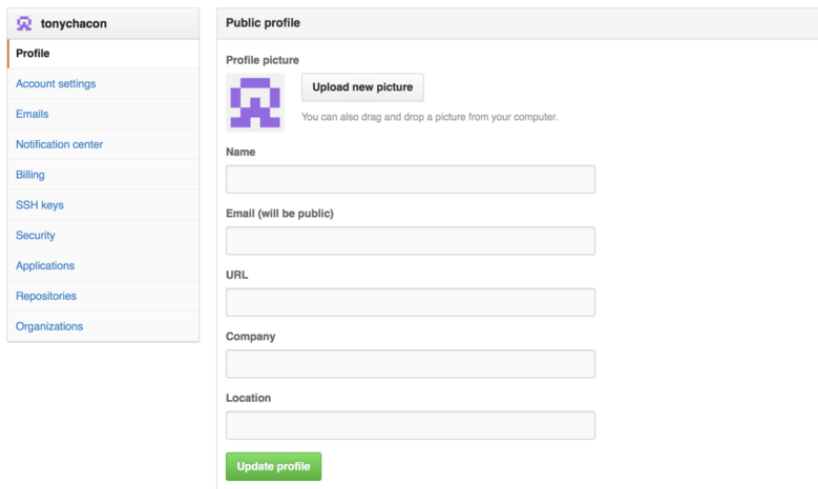 tonychacon
Profile
Account settings
Emails
Notification center
Billing
SSH keys
Security
Applications
Repositories
Organizations
Public profile
Profile picture
Upload new picture
You can also drag and drop a picture from your computer.
Name
Email (will be public)
URL
Company
Location
Update profile